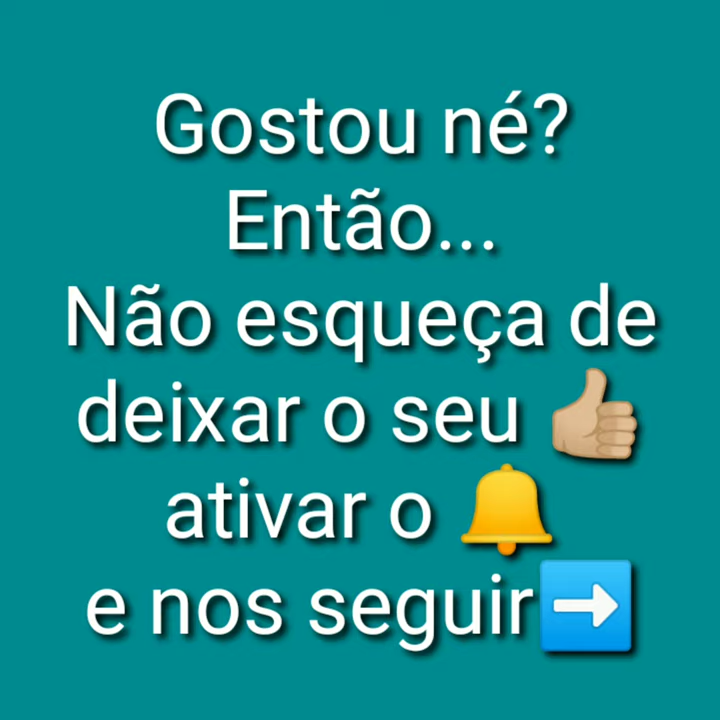 Gostou né?
Então...
Não esqueça de
deixar o seu 👍🏼
ativar o 🔔
e nos seguir➡️